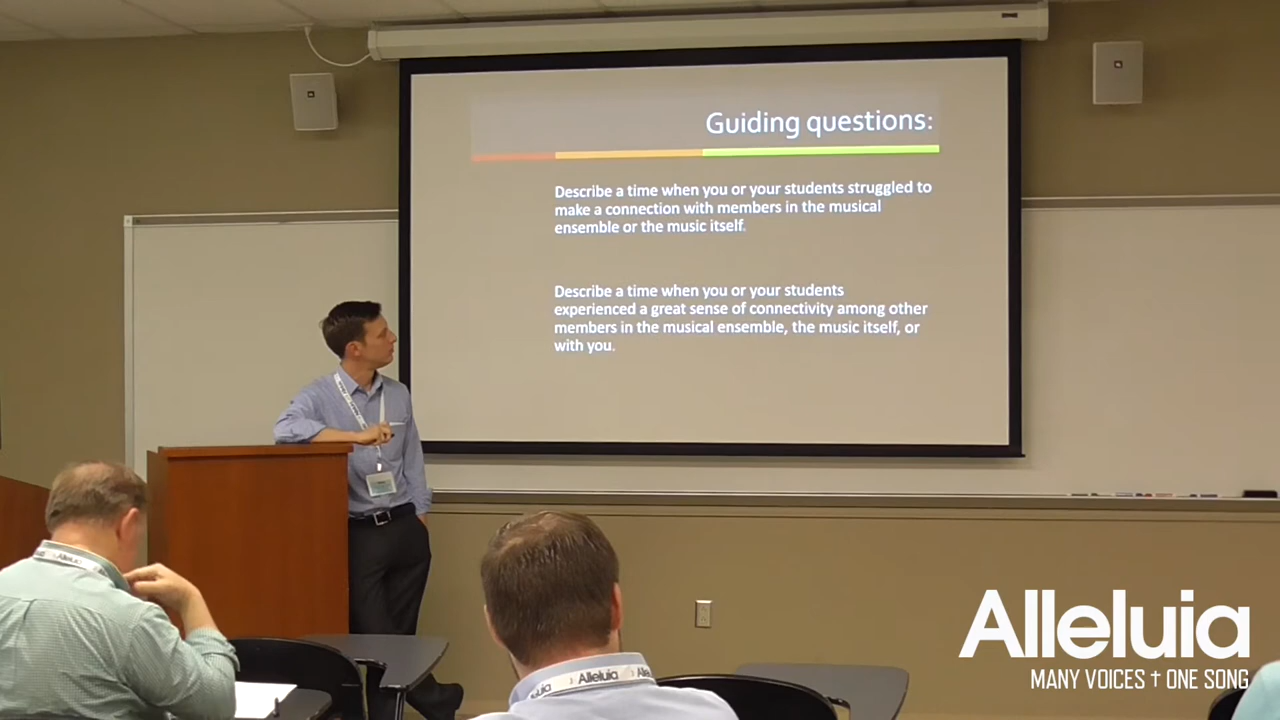 Guiding questions:
Describe a time when you or your students struggled to
make a connection with members in the musical
ensemble or the music itself.
Describe a time when you or your students
experienced a great sense of connectivity among other
members in the musical ensemble, the music itself, or
with you.
Alleluia
Alleluia
Alleluia
MANY VOICES † ONE SONG